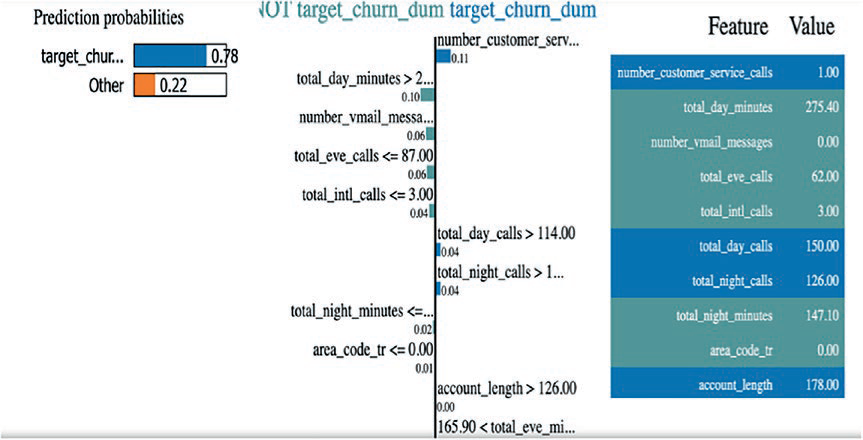 Prediction probabilities
target_chur... 0.78
Other 0.22
NOT target_churn_dum target_churn_dum
number_customer_serv...
0.11
total_day_minutes > 2...
0.10
number_vmail_messa...
0.06
total_eve_calls <= 87.00
0.06
total_intl_calls <= 3.00
0.04
total_day_calls > 114.00
0.04
total_night_calls > 1...
0.04
total_night_minutes <=...
0.02
area_code_tr <= 0.00
0.01
account_length > 126.00
0.00
165.90 < total_eve_mi...
Feature Value
number_customer_service_calls 1.00
total_day_minutes 275.40
number_vmail_messages 0.00
total_eve_calls 62.00
total_intl_calls 3.00
total_day_calls 150.00
total_night_calls 126.00
total_night_minutes 147.10
area_code_tr 0.00
account_length 178.00